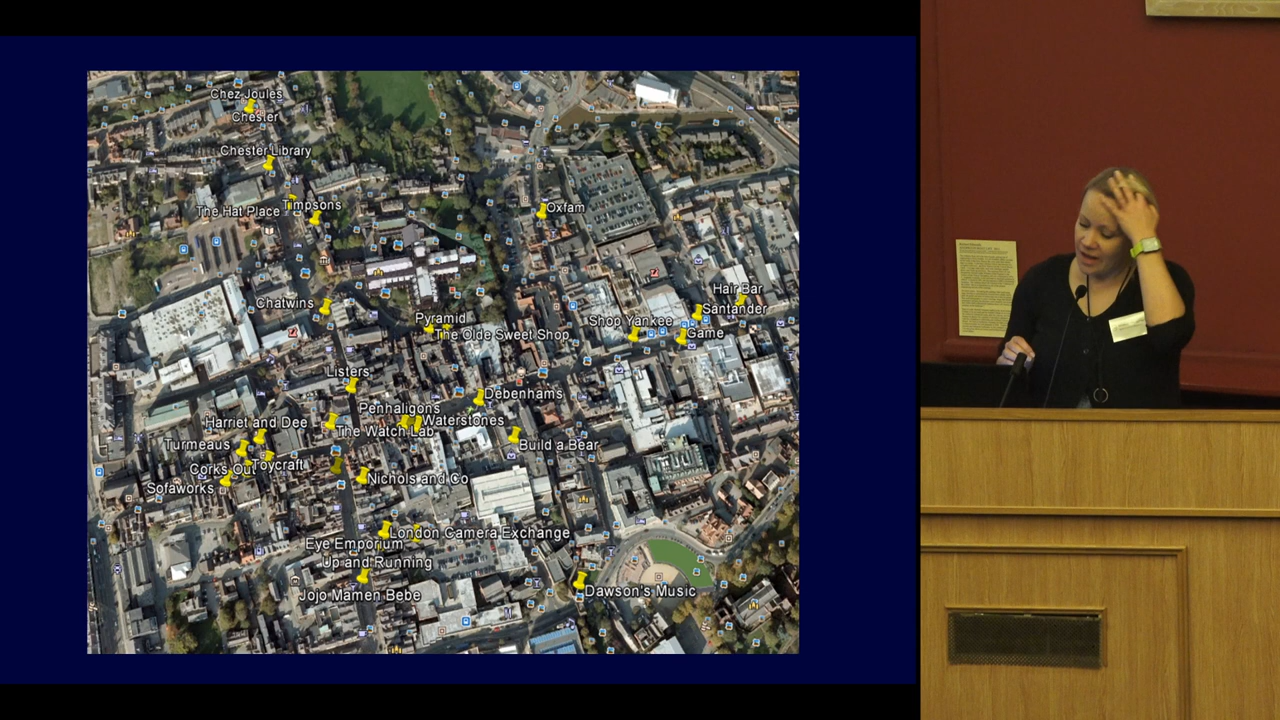 Chez Joules
Chester
Chester Library
The Hat Place
Timpsons
Oxfam
Hair Bar
Santander
Chatwins
Pyramid
The Olde Sweet Shop
Shop Yankee
Game
Listers
Debenhams
Penhaligons
Waterstones
Harriet and Dee
The Watch Lab
Turmeaus
Build a Bear
Corks Out
Toycraft
Sofaworks
Nichols and Co
London Camera Exchange
Eye Emporium
Up and Running
Jojo Mamen Bebe
Dawson's Music